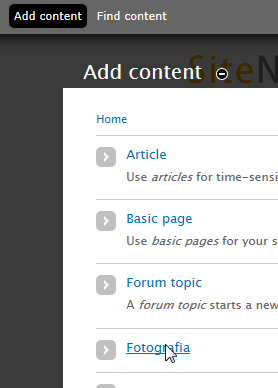 Add content Find content
Add content
Home
Article
Use articles for time-sensi
Basic page
Use basic pages for your s
Forum topic
A forum topic starts a new
Fotografia